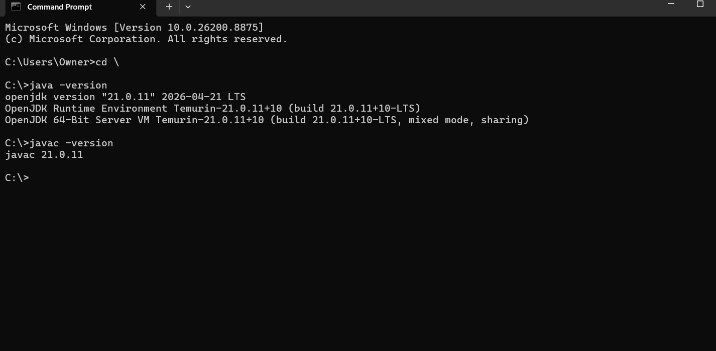 Command Prompt
Microsoft Windows [Version 10.0.26200.8875]
(c) Microsoft Corporation. All rights reserved.
C:\Users\Owner>cd \
C:\>java -version
openjdk version "21.0.11" 2026-04-21 LTS
OpenJDK Runtime Environment Temurin-21.0.11+10 (build 21.0.11+10-LTS)
OpenJDK 64-Bit Server VM Temurin-21.0.11+10 (build 21.0.11+10-LTS, mixed mode, sharing)
C:\>javac -version
javac 21.0.11
C:\>